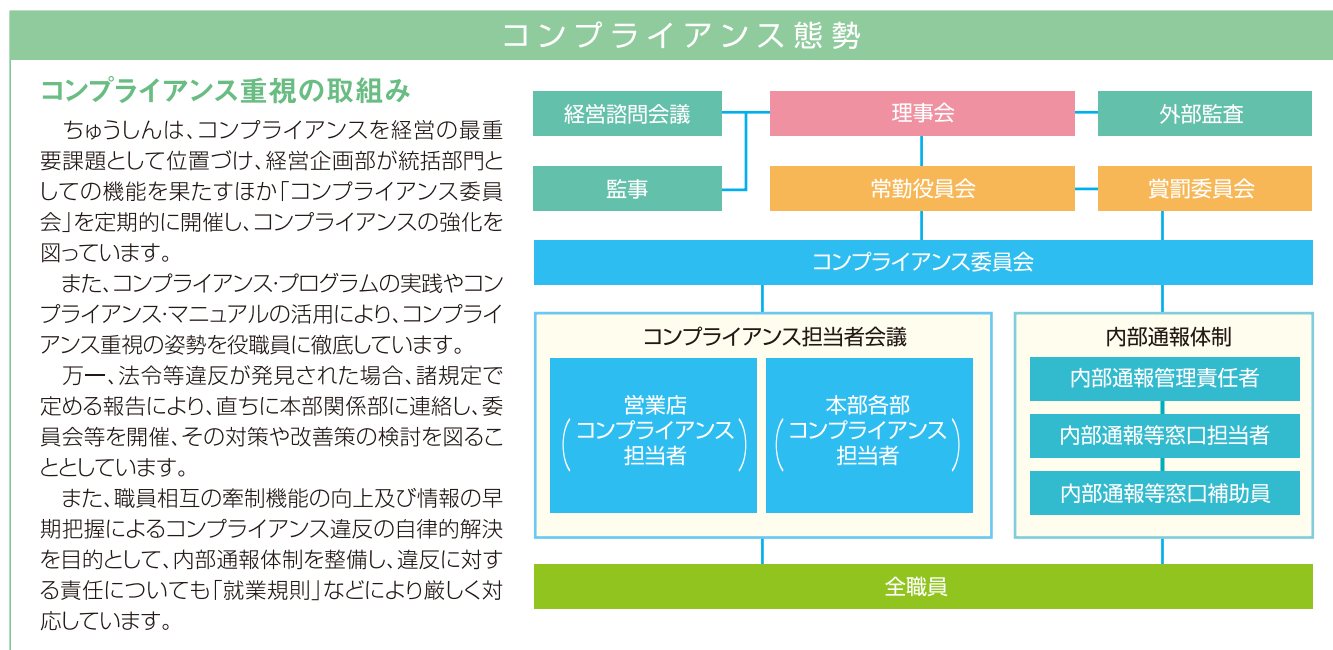 コンプライアンス態勢
コンプライアンス重視の取組み
ちゅうしんは、コンプライアンスを経営の最重
要課題として位置づけ、経営企画部が統括部門と
しての機能を果たすほか「コンプライアンス委員
会」を定期的に開催し、コンプライアンスの強化を
図っています。
また、コンプライアンス・プログラムの実践やコン
プライアンス・マニュアルの活用により、コンプライ
アンス重視の姿勢を役職員に徹底しています。
万一、法令等違反が発見された場合、諸規定で
定める報告により、直ちに本部関係部に連絡し、委
員会等を開催、その対策や改善策の検討を図るこ
ととしています。
また、職員相互の牽制機能の向上及び情報の早
期把握によるコンプライアンス違反の自律的解決
を目的として、内部通報体制を整備し、違反に対す
る責任についても「就業規則」などにより厳しく対
応しています。
経営諮問会議
理事会
外部監査
監事
常勤役員会
賞罰委員会
コンプライアンス委員会
コンプライアンス担当者会議
営業店
(コンプライアンス
担当者)
本部各部
(コンプライアンス
担当者)
内部通報体制
内部通報管理責任者
内部通報等窓口担当者
内部通報等窓口補助員
全職員